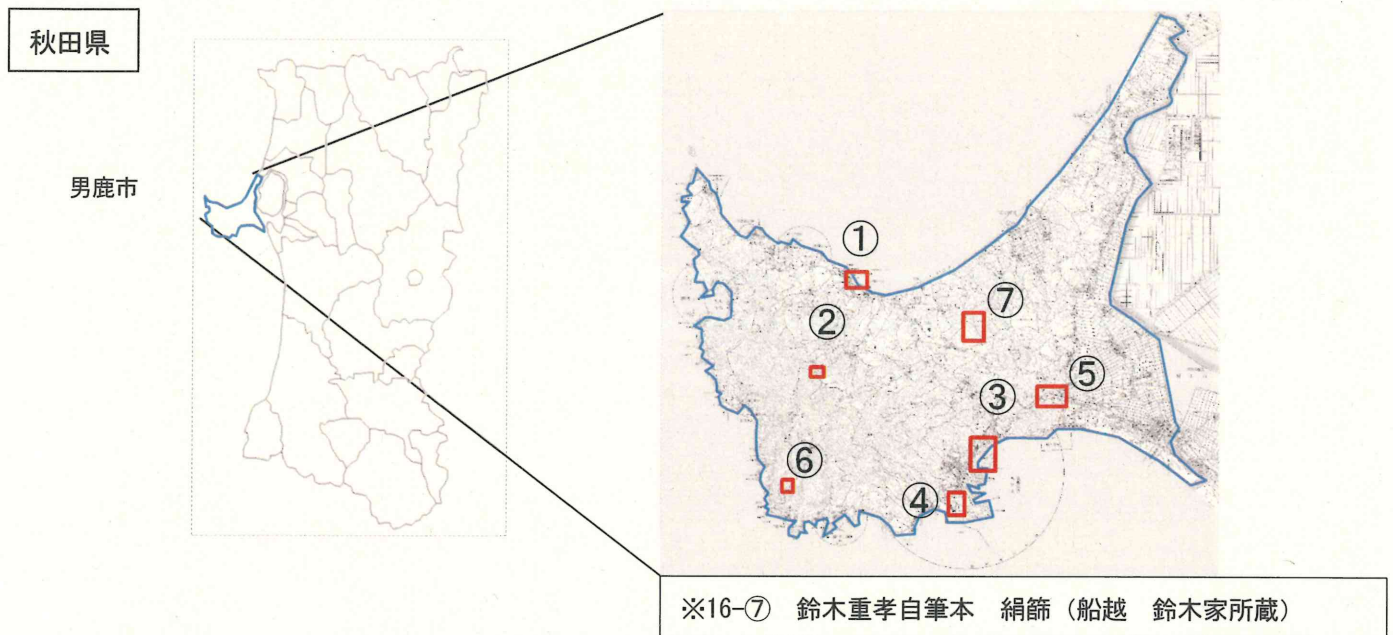 秋田県
男鹿市
①
②
⑦
⑤
③
⑥
④
※16-⑦ 鈴木重孝自筆本 絹篩（船越 鈴木家所蔵）